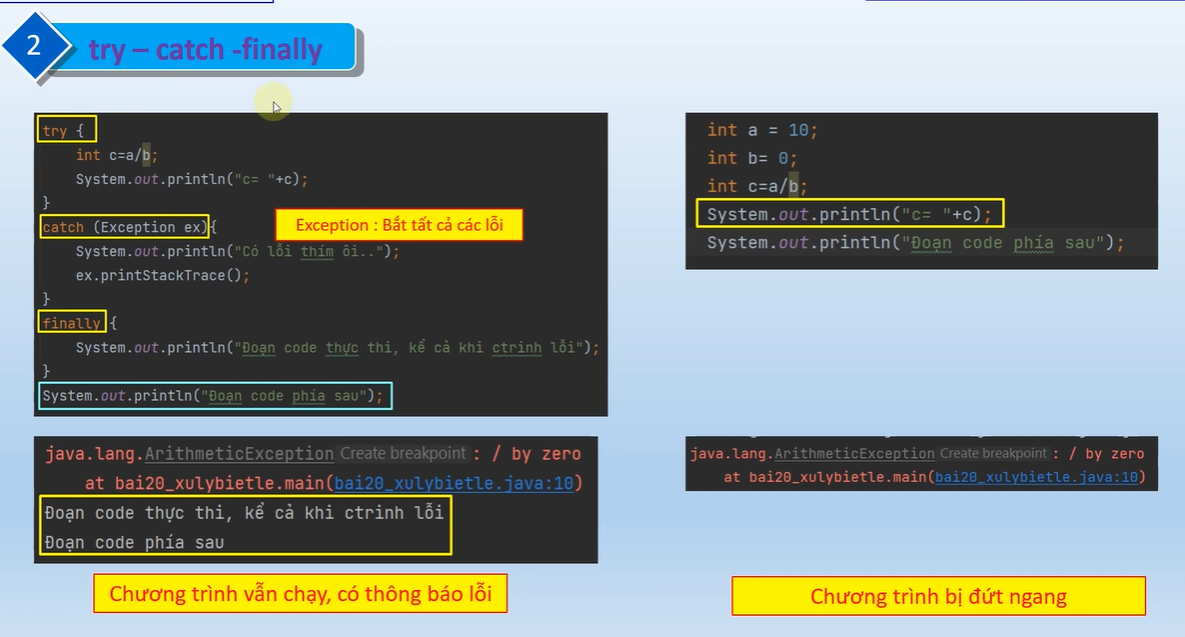 2
try – catch -finally
try {
int c=a/b;
System.out.println("c= "+c);
}
catch (Exception ex){
Exception : Bắt tất cả các lỗi
System.out.println("Có lỗi thím ôi..");
ex.printStackTrace();
}
finally {
System.out.println("Đoạn code thực thi, kể cả khi ctrinh lỗi");
}
System.out.println("Đoạn code phía sau");
java.lang.ArithmeticException Create breakpoint : / by zero
at bai20_xulybietle.main(bai20_xulybietle.java:10)
Đoạn code thực thi, kể cả khi ctrinh lỗi
Đoạn code phía sau
Chương trình vẫn chạy, có thông báo lỗi
int a = 10;
int b= 0;
int c=a/b;
System.out.println("c= "+c);
System.out.println("Đoạn code phía sau");
java.lang.ArithmeticException Create breakpoint : / by zero
at bai20_xulybietle.main(bai20_xulybietle.java:10)
Chương trình bị đứt ngang